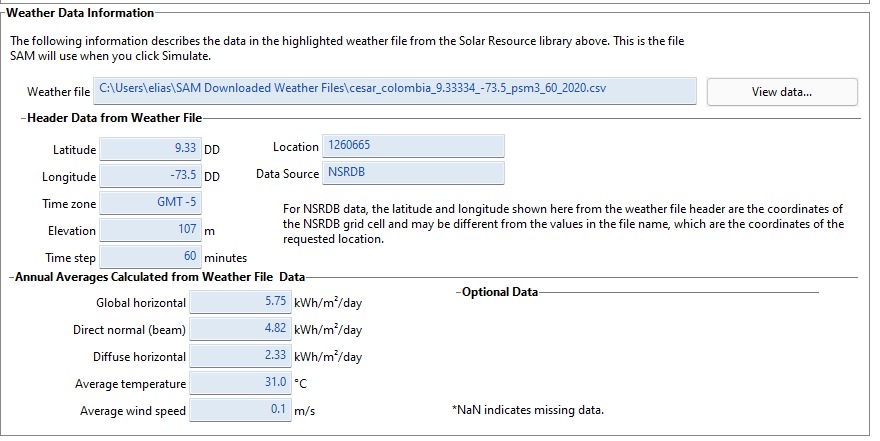 Weather Data Information
The following information describes the data in the highlighted weather file from the Solar Resource library above. This is the file
SAM will use when you click Simulate.
Weather file C:\Users\elias\SAM Downloaded Weather Files\cesar_colombia_9.33334_-73.5_psm3_60_2020.csv View data...
Header Data from Weather File
Latitude 9.33 DD Location 1260665
Longitude -73.5 DD Data Source NSRDB
Time zone GMT -5
Elevation 107 m
Time step 60 minutes
For NSRDB data, the latitude and longitude shown here from the weather file header are the coordinates of
the NSRDB grid cell and may be different from the values in the file name, which are the coordinates of the
requested location.
Annual Averages Calculated from Weather File Data
Global horizontal 5.75 kWh/m²/day
Direct normal (beam) 4.82 kWh/m²/day
Diffuse horizontal 2.33 kWh/m²/day
Average temperature 31.0 °C
Average wind speed 0.1 m/s
Optional Data
*NaN indicates missing data.